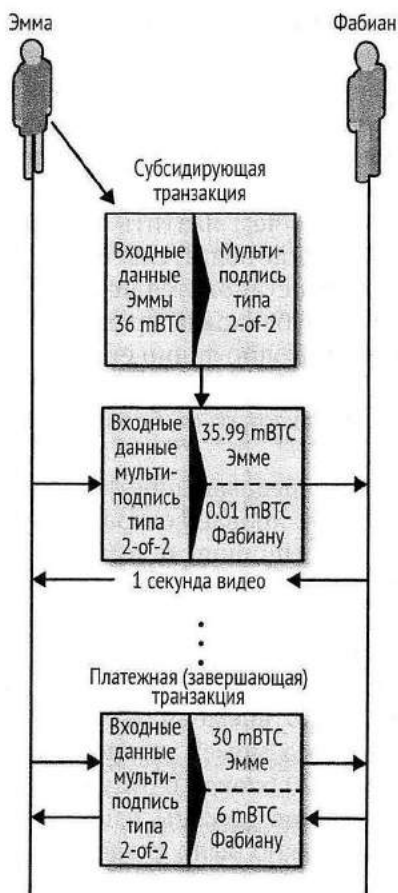 Эмма
Фабиан
Субсидирующая
транзакция
Входные
данные
Эммы
36 mBTC
Мульти-
подпись
типа
2-of-2
Входные
данные
мульти-
подпись
типа
2-of-2
35.99 mBTC
Эмме
0.01 mBTC
Фабиану
1 секунда видео
Платежная (завершающая)
транзакция
Входные
данные
мульти-
подпись
типа
2-of-2
30 mBTC
Эмме
6 mBTC
Фабиану